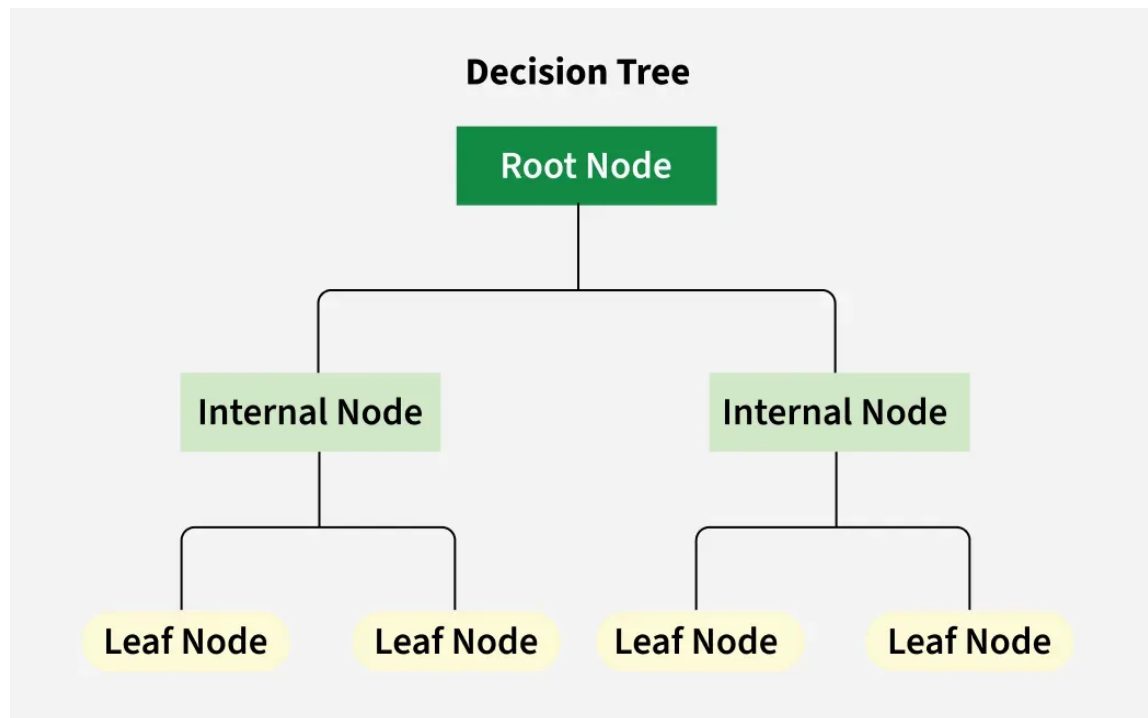 Decision Tree
Root Node
Internal Node
Internal Node
Leaf Node
Leaf Node
Leaf Node
Leaf Node